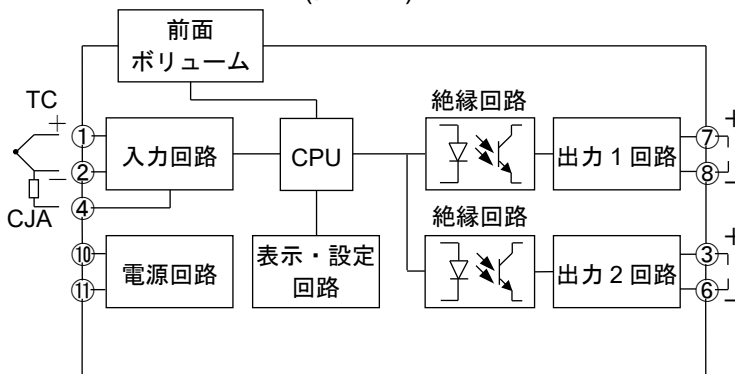 前面
ボリューム
TC
+
①
②
−
④
CJA
入力回路
CPU
絶縁回路
出力 1 回路
+
⑦
⑧
−
⑩
⑪
電源回路
表示・設定
回路
絶縁回路
出力 2 回路
+
③
⑥
−